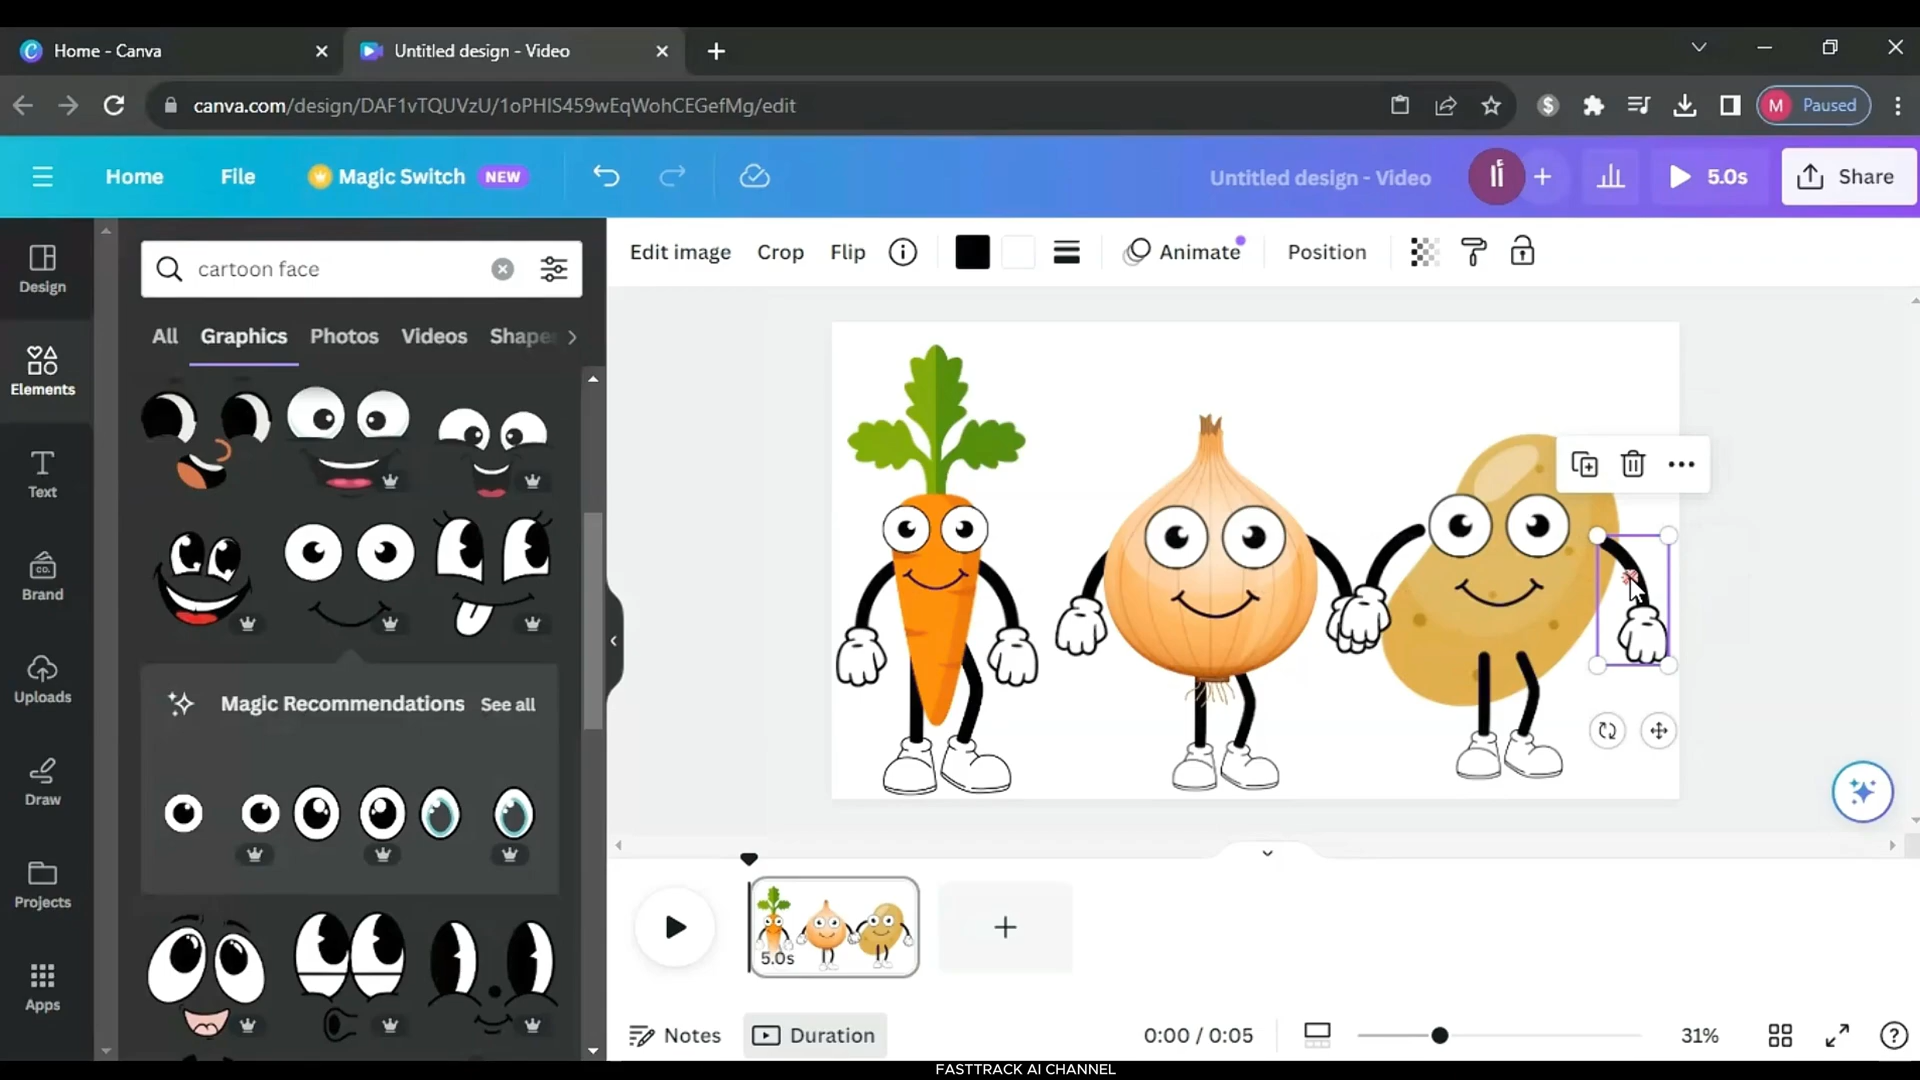 Home - Canva
Untitled design - Video
canva.com/design/DAF1vTQUVzU/1oPHIS459wEqWohCEGefMg/edit
M Paused
Home File Magic Switch NEW
Untitled design - Video
5.0s
Share
Design
Elements
Text
Brand
Uploads
Draw
Projects
Apps
cartoon face
All Graphics Photos Videos Shape
Magic Recommendations See all
Edit image Crop Flip
Animate
Position
5.0s
Notes Duration
0:00 / 0:05
31%
FASTTRACK AI CHANNEL